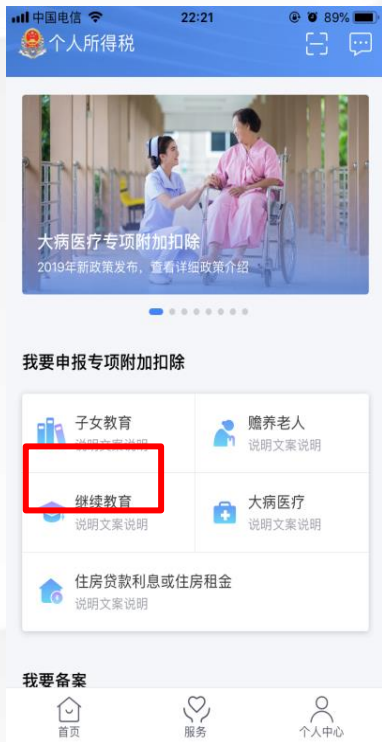 中国电信 22:21 89%
个人所得税
大病医疗专项附加扣除
2019年新政策发布，查看详细政策介绍
我要申报专项附加扣除
子女教育
说明文案说明
赡养老人
说明文案说明
继续教育
说明文案说明
大病医疗
说明文案说明
住房贷款利息或住房租金
说明文案说明
我要备案
首页 服务 个人中心